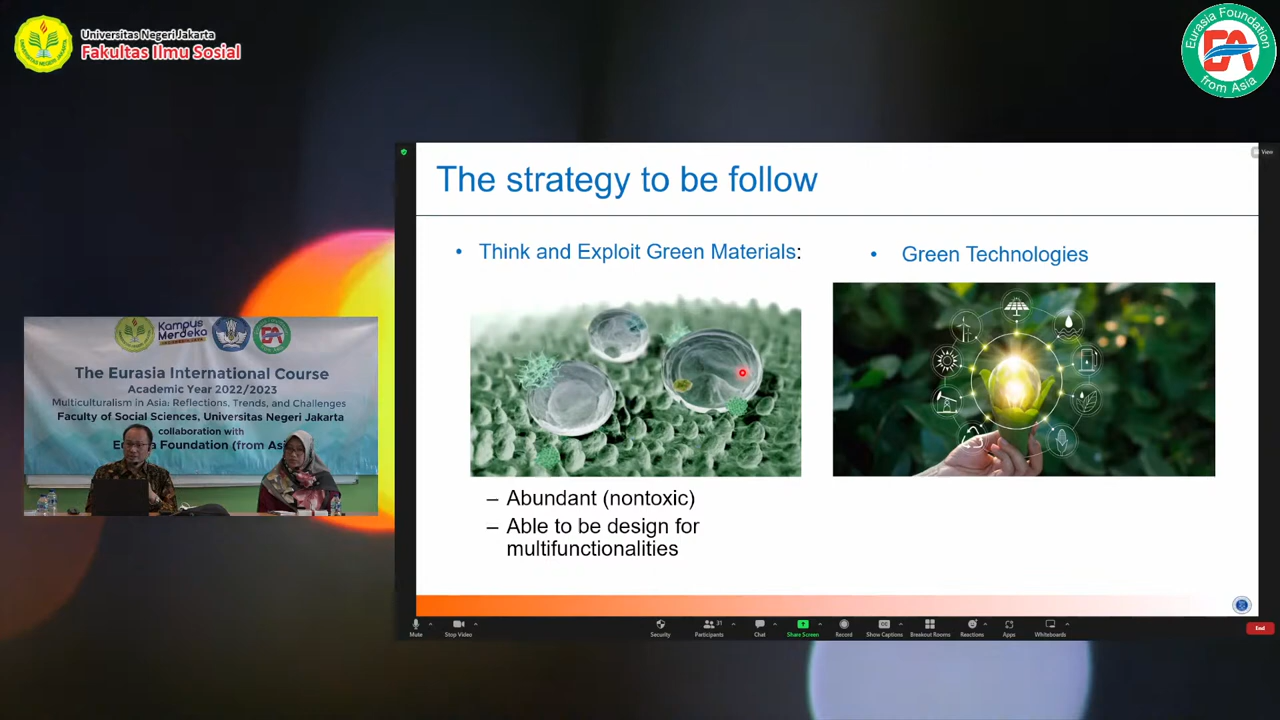 Universitas Negeri Jakarta
Fakultas Ilmu Sosial
Eurasia Foundation
EA
from Asia
View
The strategy to be follow
• Think and Exploit Green Materials:
– Abundant (nontoxic)
– Able to be design for
multifunctionalities
• Green Technologies
Kampus
Merdeka
The Eurasia International Course
Academic Year 2022/2023
Multiculturalism in Asia: Reflections, Trends, and Challenges
Faculty of Social Sciences, Universitas Negeri Jakarta
collaboration with
Foundation (from
Mute
Stop Video
Security
Participants
31
Chat
Share Screen
Record
Show Captions
Breakout Rooms
Reactions
Apps
Whiteboards
End